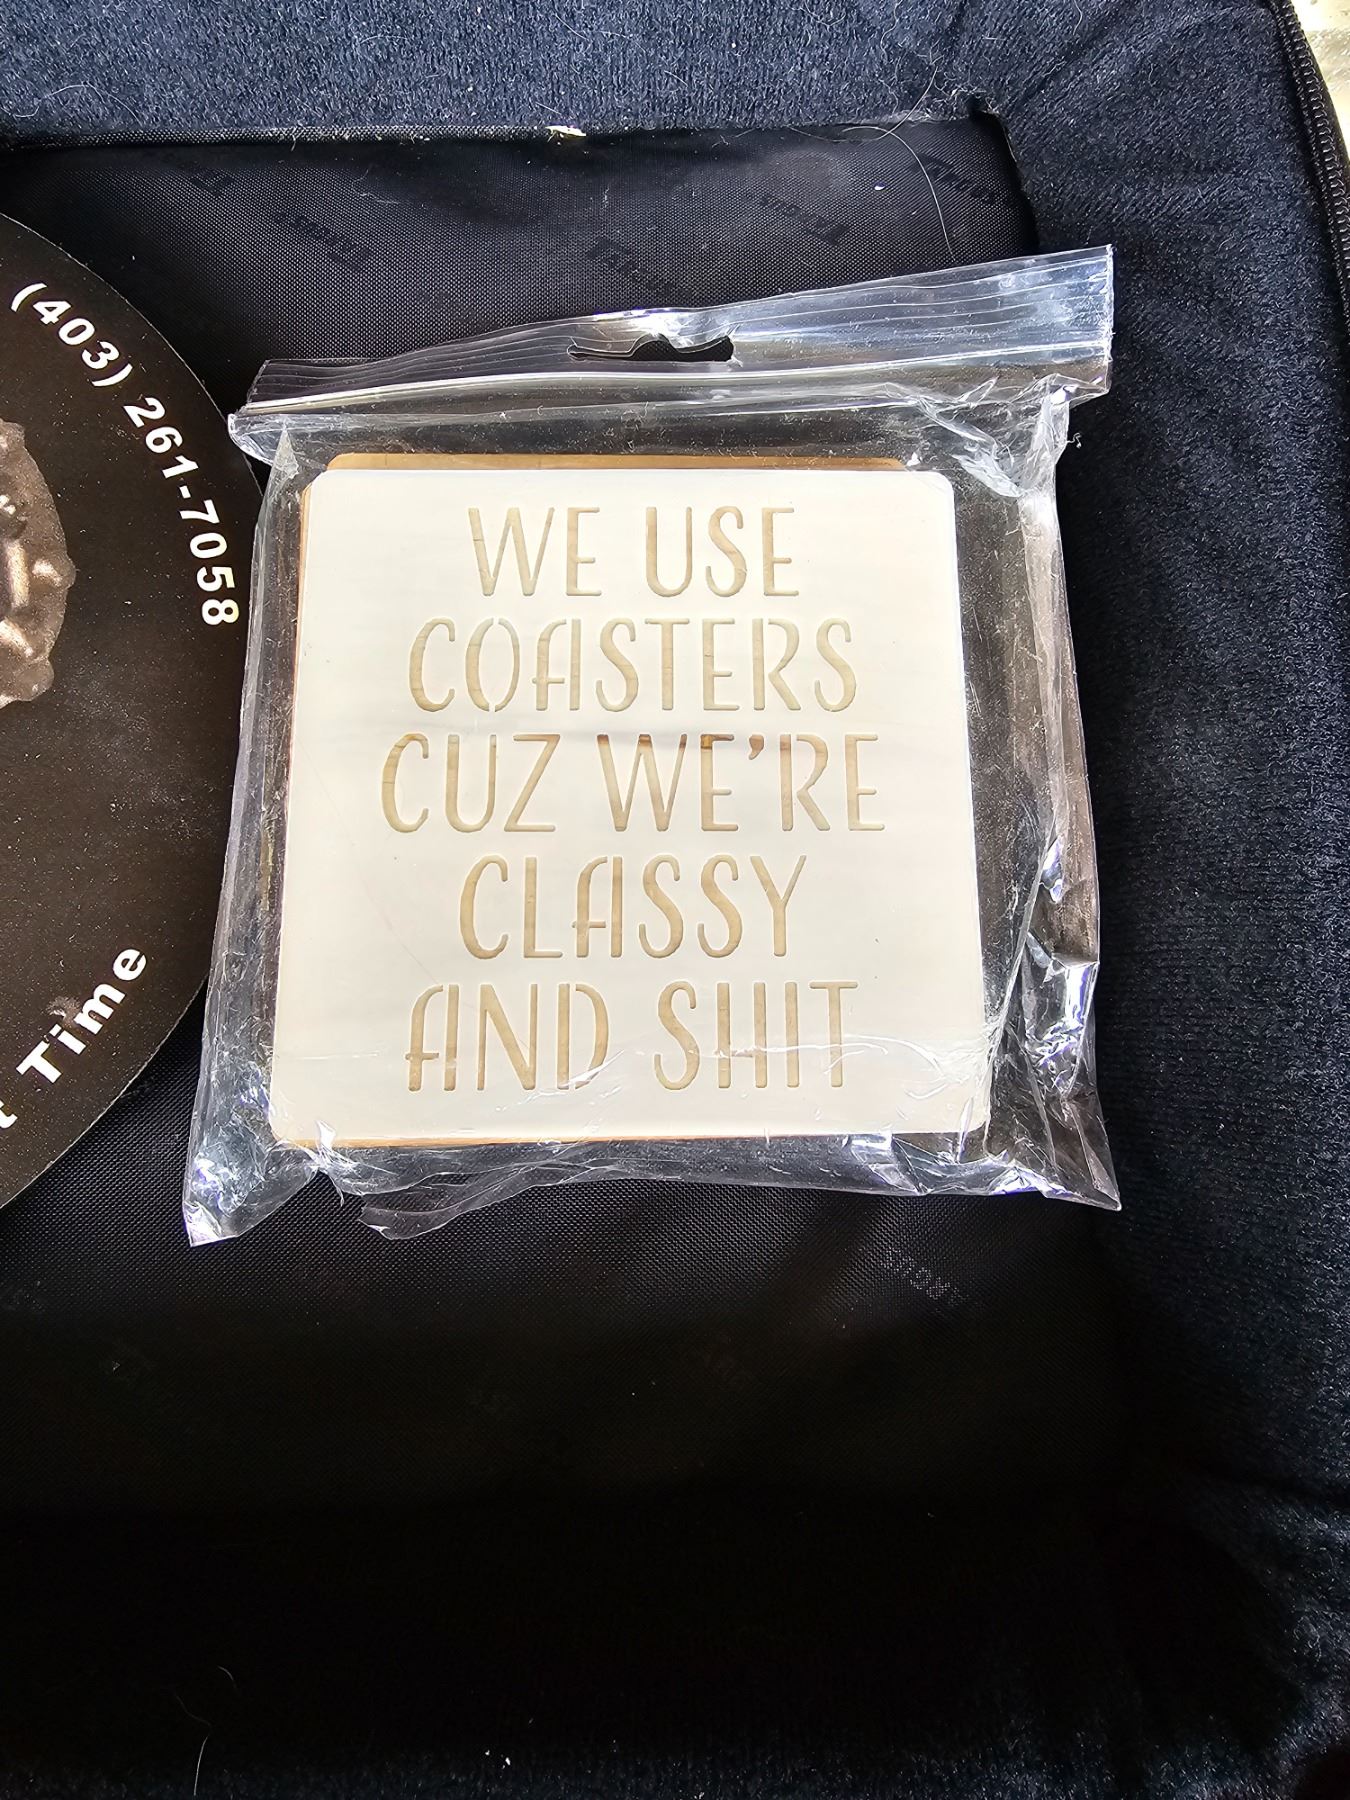 (403) 261-7058
Time
WE USE
COASTERS
CUZ WE'RE
CLASSY
AND SHIT